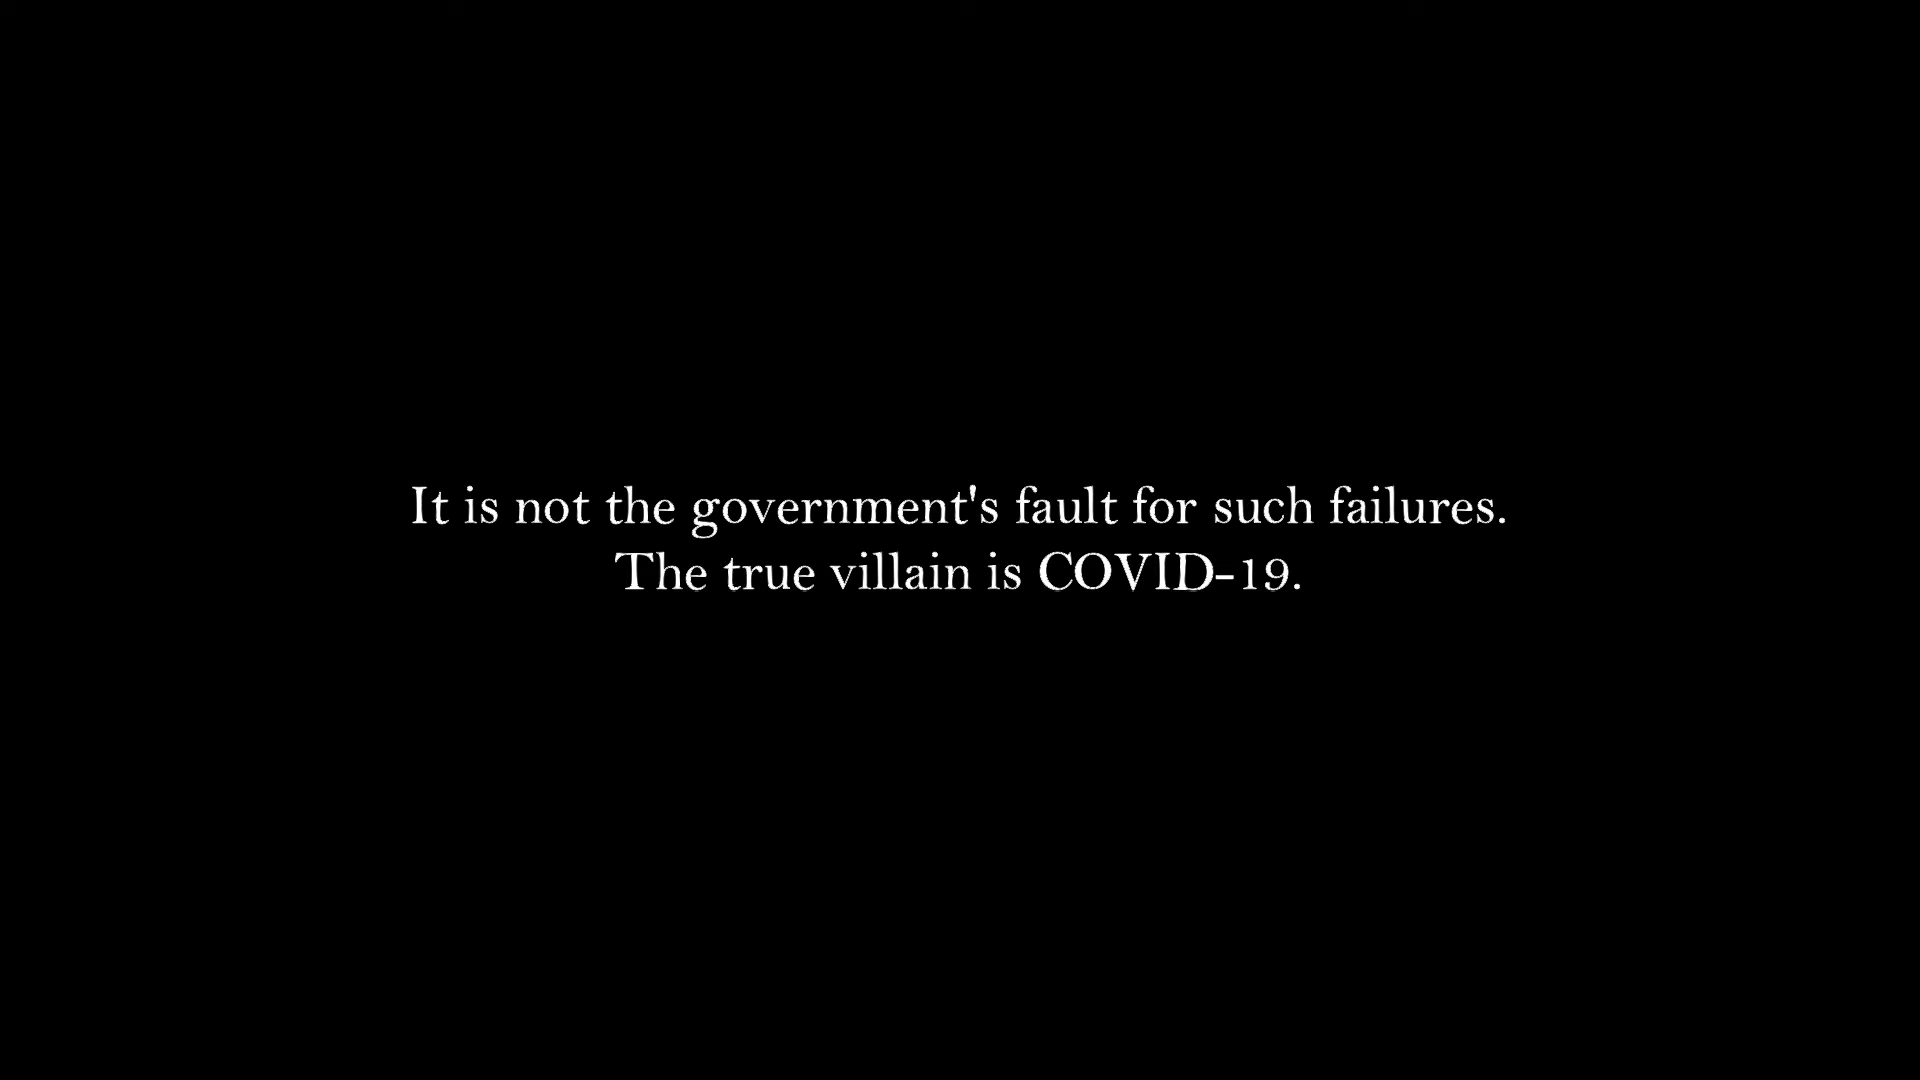 It is not the government's fault for such failures.
The true villain is COVID-19.